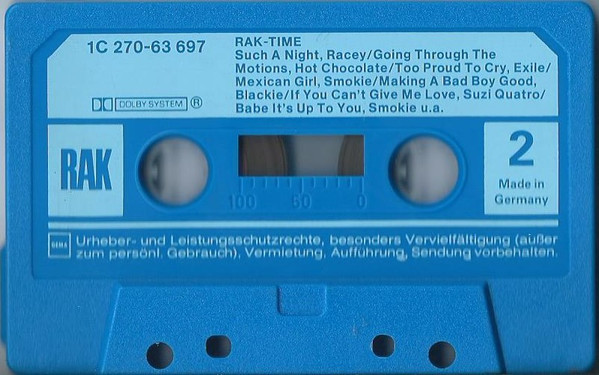 1C 270-63 697
RAK-TIME
Such A Night, Racey/Going Through The
Motions, Hot Chocolate/Too Proud To Cry, Exile/
Mexican Girl, Smokie/Making A Bad Boy Good,
Blackie/If You Can't Give Me Love, Suzi Quatro/
Babe It's Up To You, Smokie u.a.
DOLBY SYSTEM ®
RAK
100 50 0
2
Made in
Germany
GEMA
Urheber- und Leistungsschutzrechte, besonders Vervielfältigung (außer
zum persönl. Gebrauch), Vermietung, Aufführung, Sendung vorbehalten.